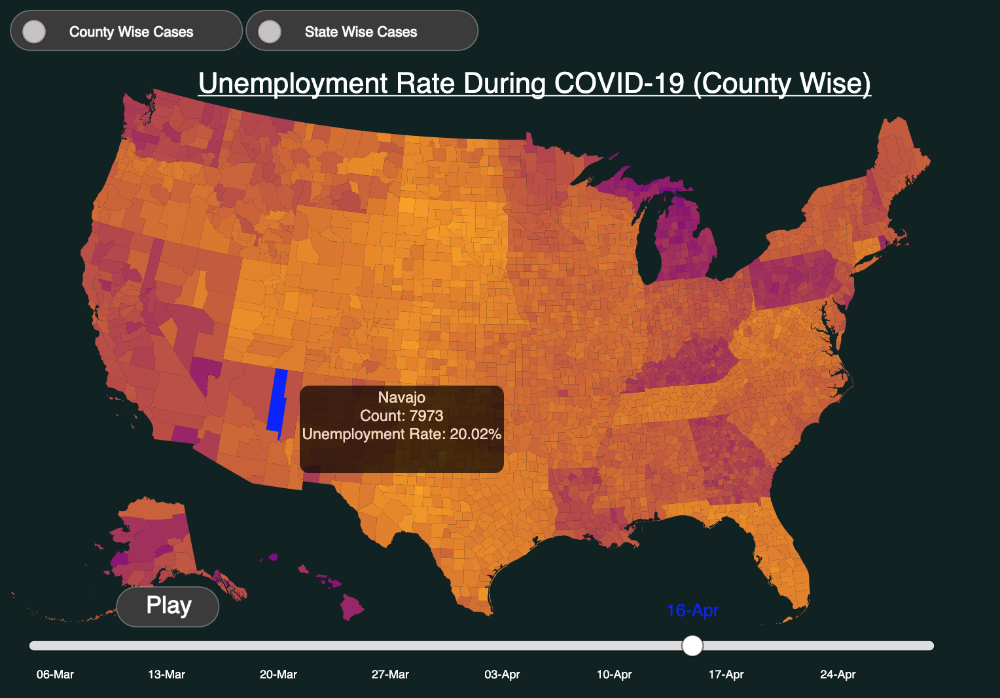 County Wise Cases
State Wise Cases
Unemployment Rate During COVID-19 (County Wise)
Navajo
Count: 7973
Unemployment Rate: 20.02%
Play
16-Apr
06-Mar
13-Mar
20-Mar
27-Mar
03-Apr
10-Apr
17-Apr
24-Apr